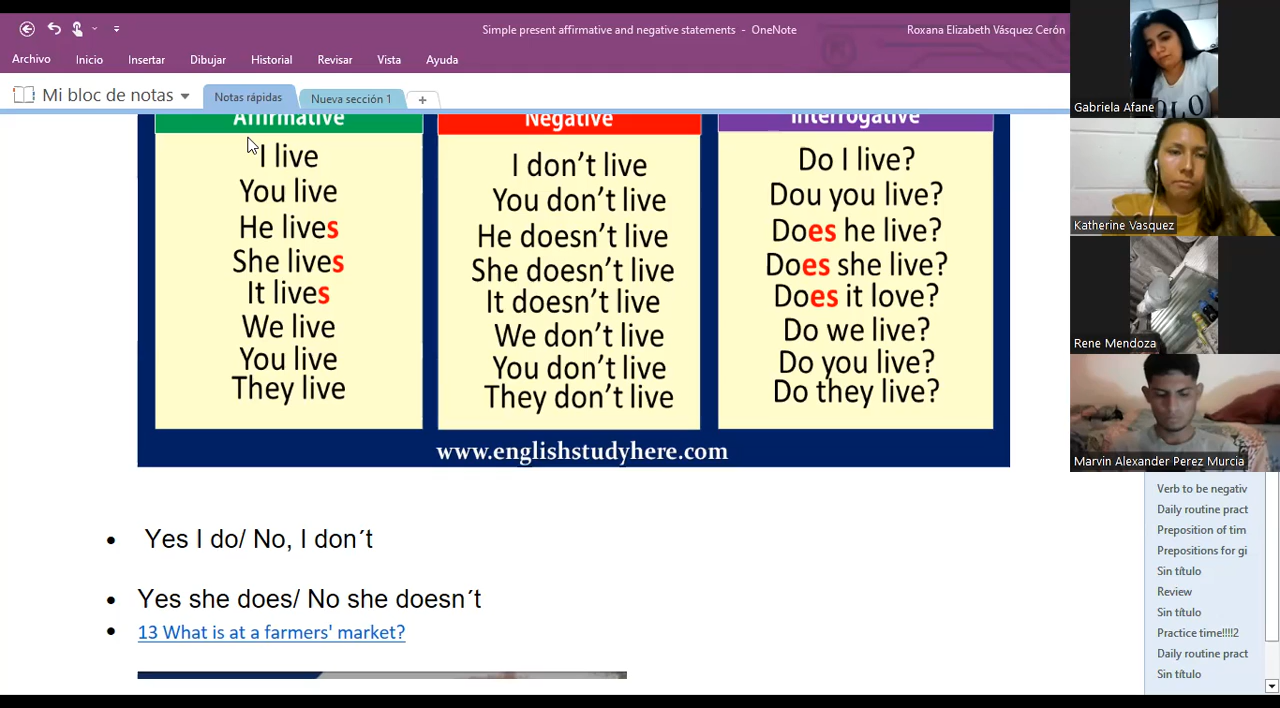 Simple present affirmative and negative statements - OneNote
Roxana Elizabeth Vásquez Cerón
Archivo Inicio Insertar Dibujar Historial Revisar Vista Ayuda
Mi bloc de notas
Notas rápidas
Nueva sección 1
Affirmative
I live
You live
He lives
She lives
It lives
We live
You live
They live
Negative
I don't live
You don't live
He doesn't live
She doesn't live
It doesn't live
We don't live
You don't live
They don't live
Interrogative
Do I live?
Dou you live?
Does he live?
Does she live?
Does it love?
Do we live?
Do you live?
Do they live?
www.englishstudyhere.com
• Yes I do/ No, I don´t
• Yes she does/ No she doesn´t
• 13 What is at a farmers' market?
Gabriela Afane
POLO
Katherine Vasquez
Rene Mendoza
Marvin Alexander Perez Murcia
Verb to be negativ
Daily routine pract
Preposition of tim
Prepositions for gi
Sin título
Review
Sin título
Practice time!!!!2
Daily routine pract
Sin título